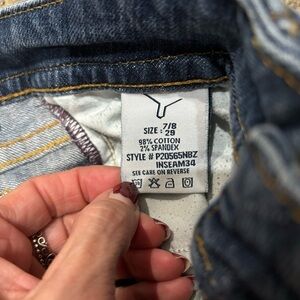 SIZE: 7/8
29
98% COTTON
2% SPANDEX
STYLE # P20565NBZ
INSEAM34
SEE CARE ON REVERSE